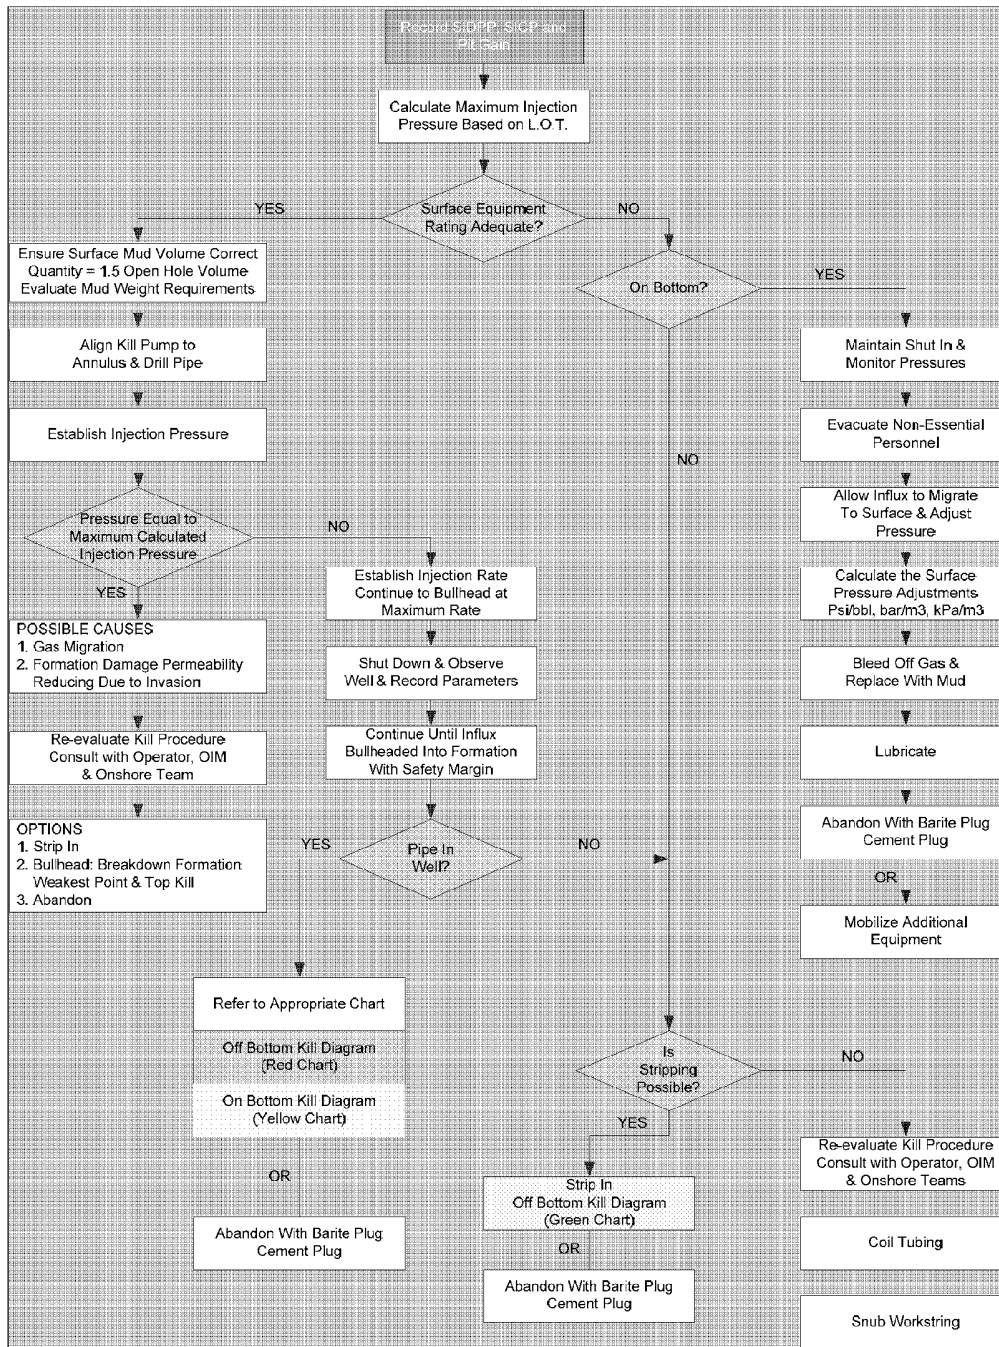 Record SIDPP, SICP and
Pit Gain
Calculate Maximum Injection
Pressure Based on L.O.T.
Surface Equipment
Rating Adequate?
YES
NO
Ensure Surface Mud Volume Correct
Quantity = 1.5 Open Hole Volume
Evaluate Mud Weight Requirements
On Bottom?
YES
NO
Align Kill Pump to
Annulus & Drill Pipe
Establish Injection Pressure
Pressure Equal to
Maximum Calculated
Injection Pressure
NO
YES
POSSIBLE CAUSES
1. Gas Migration
2. Formation Damage Permeability
Reducing Due to Invasion
Re-evaluate Kill Procedure
Consult with Operator, OIM
& Onshore Team
OPTIONS
1. Strip In
2. Bullhead: Breakdown Formation
Weakest Point & Top Kill
3. Abandon
Establish Injection Rate
Continue to Bullhead at
Maximum Rate
Shut Down & Observe
Well & Record Parameters
Continue Until Influx
Bullheaded Into Formation
With Safety Margin
Pipe In
Well?
YES
NO
Refer to Appropriate Chart
Off Bottom Kill Diagram
(Red Chart)
On Bottom Kill Diagram
(Yellow Chart)
OR
Abandon With Barite Plug
Cement Plug
Maintain Shut In &
Monitor Pressures
Evacuate Non-Essential
Personnel
Allow Influx to Migrate
To Surface & Adjust
Pressure
Calculate the Surface
Pressure Adjustments
Psi/bbl, bar/m3, kPa/m3
Bleed Off Gas &
Replace With Mud
Lubricate
Abandon With Barite Plug
Cement Plug
OR
Mobilize Additional
Equipment
Is
Stripping
Possible?
NO
YES
Strip In
Off Bottom Kill Diagram
(Green Chart)
OR
Abandon With Barite Plug
Cement Plug
Re-evaluate Kill Procedure
Consult with Operator, OIM
& Onshore Teams
Coil Tubing
Snub Workstring